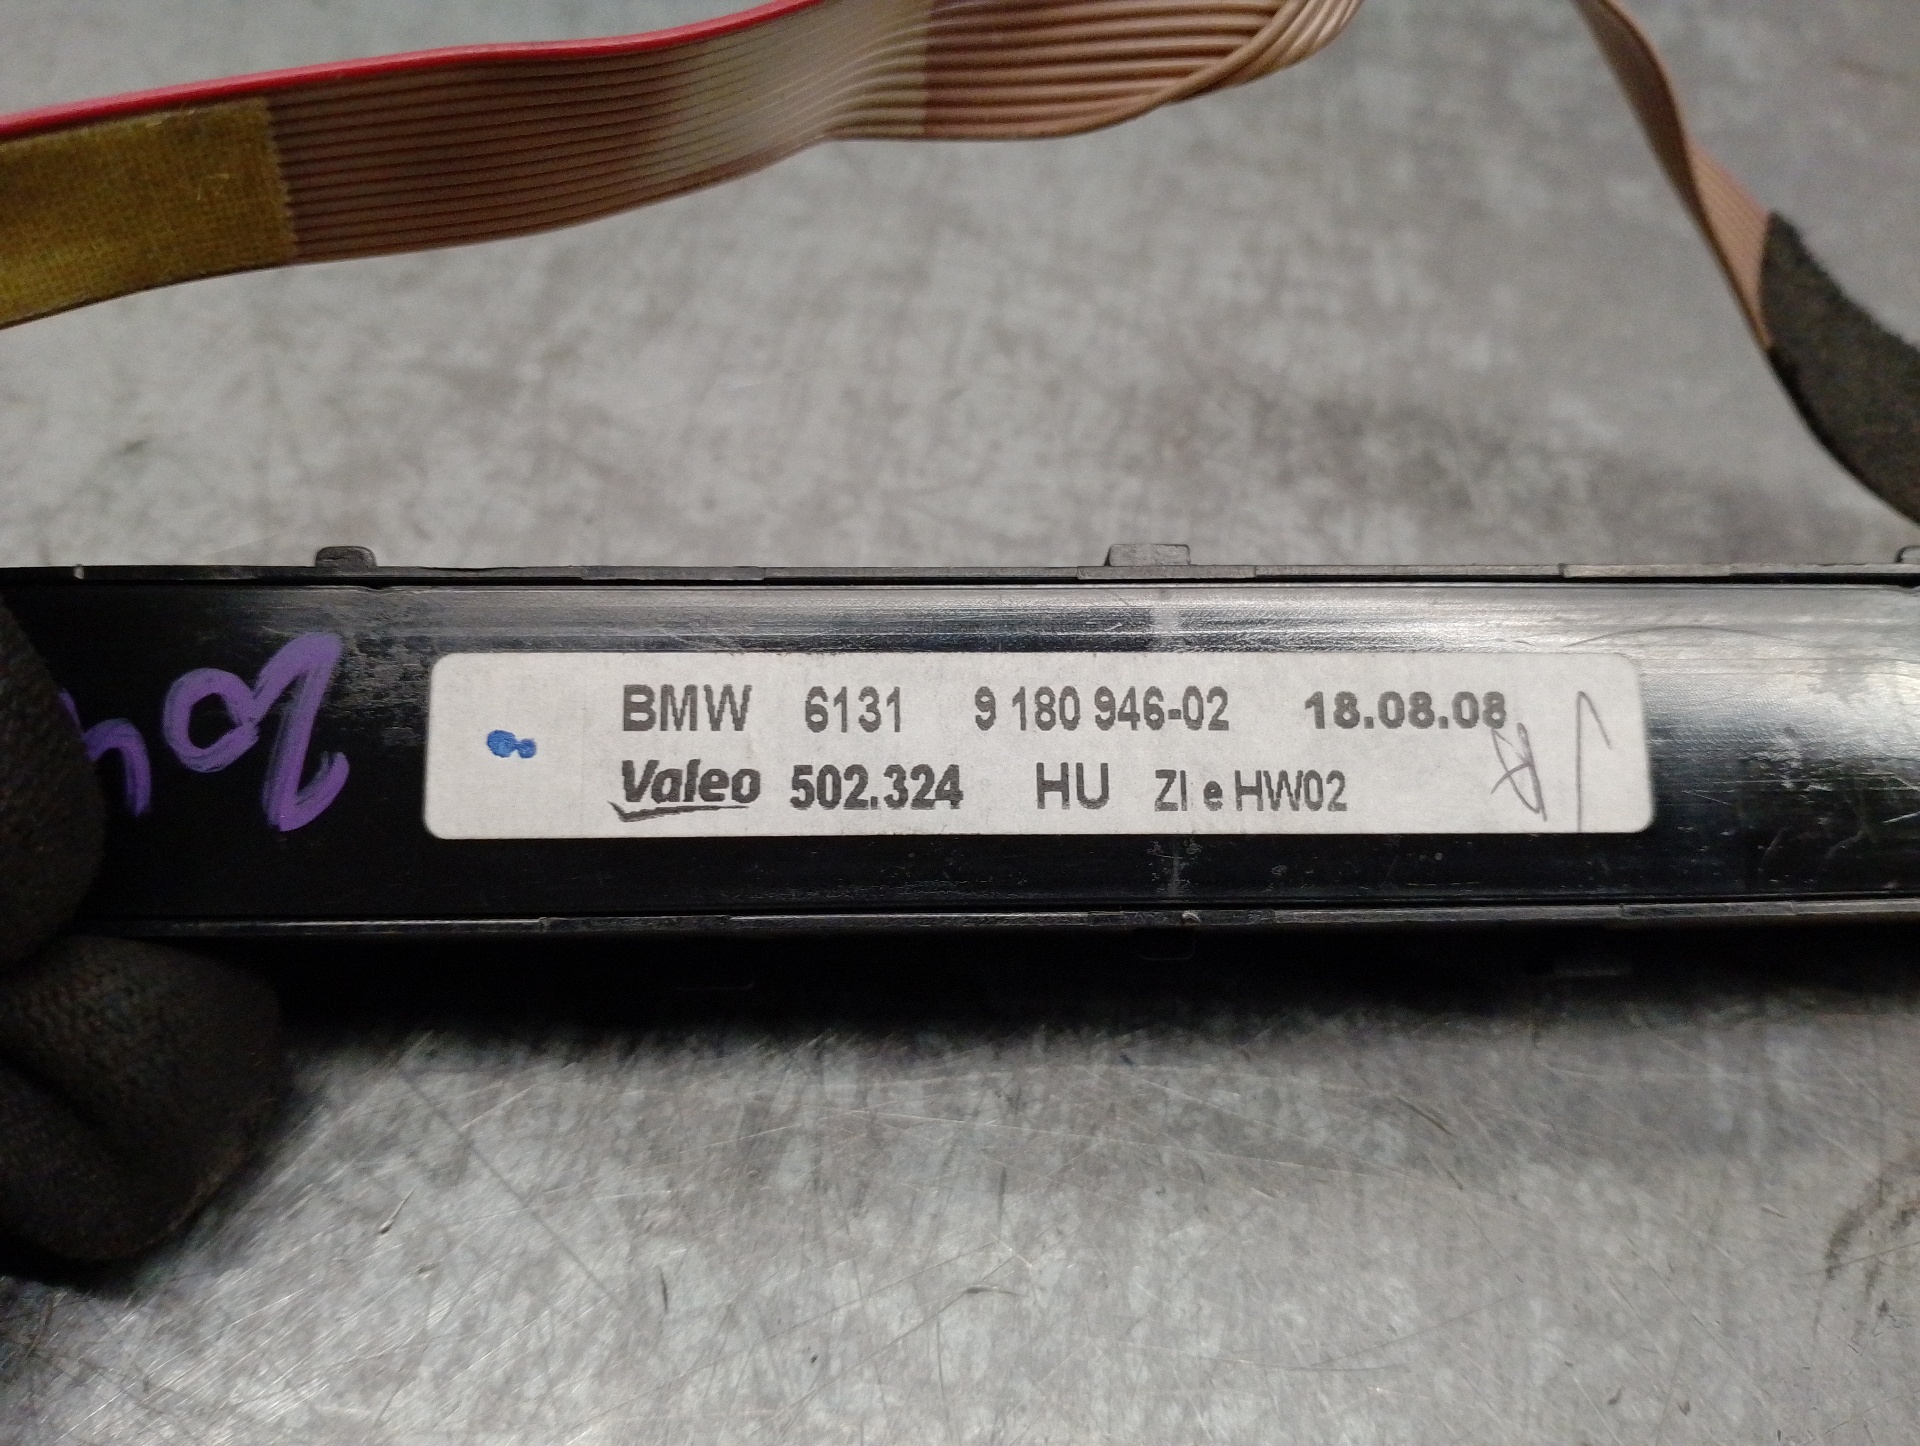 BMW 6131 9 180 946-02 18.08.08
Valeo 502.324 HU ZI e HW02